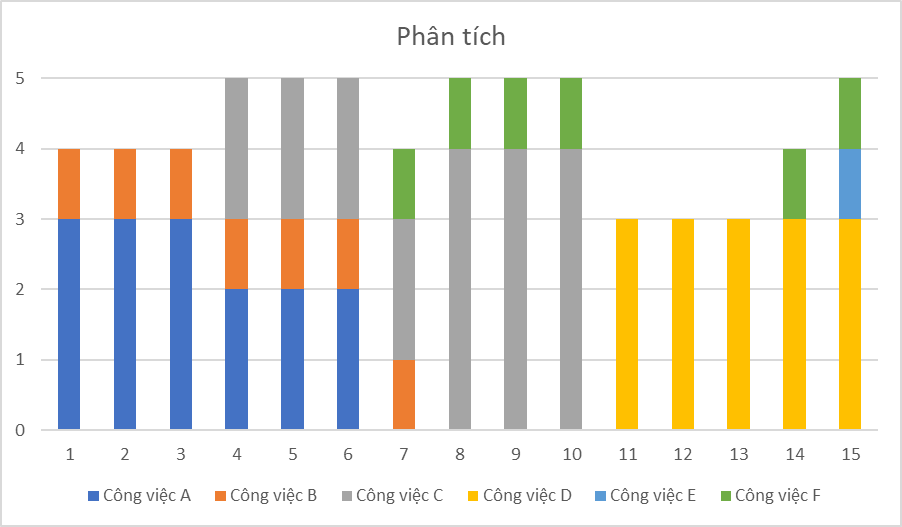 Phân tích
5
4
3
2
1
0
1 2 3 4 5 6 7 8 9 10 11 12 13 14 15
Công việc A Công việc B Công việc C Công việc D Công việc E Công việc F